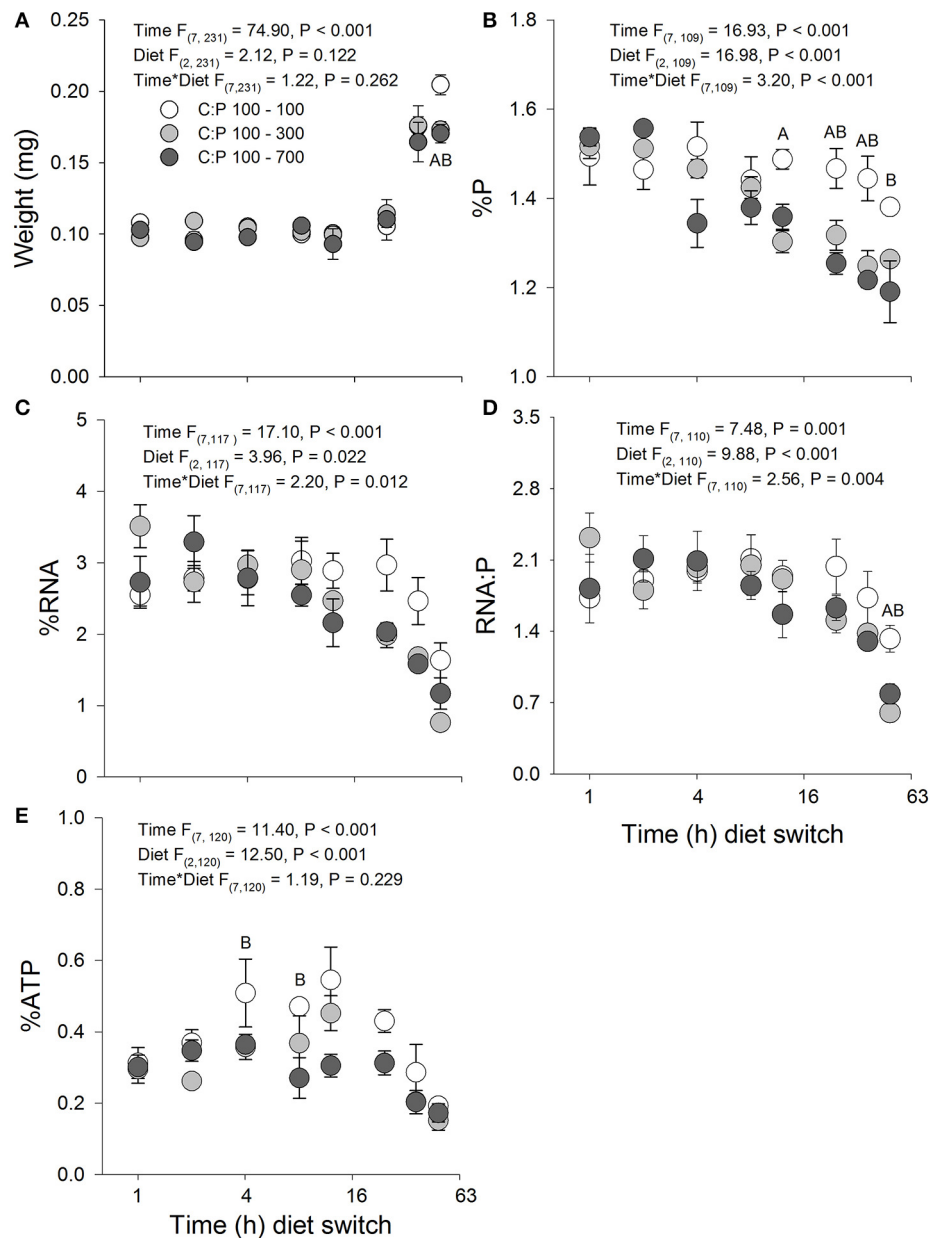 A
Time F(7, 231) = 74.90, P < 0.001
Diet F(2, 231) = 2.12, P = 0.122
Time*Diet F(7,231) = 1.22, P = 0.262
C:P 100 - 100
C:P 100 - 300
C:P 100 - 700
AB
Weight (mg)
0.25
0.20
0.15
0.10
0.05
0.00
B
Time F(7, 109) = 16.93, P < 0.001
Diet F(2, 109) = 16.98, P < 0.001
Time*Diet F(7,109) = 3.20, P < 0.001
A
AB
AB
B
%P
1.8
1.6
1.4
1.2
1.0
C
Time F(7,117 ) = 17.10, P < 0.001
Diet F(2, 117) = 3.96, P = 0.022
Time*Diet F(7,117) = 2.20, P = 0.012
%RNA
5
4
3
2
1
0
D
Time F(7, 110) = 7.48, P = 0.001
Diet F(2, 110) = 9.88, P < 0.001
Time*Diet F(7, 110) = 2.56, P = 0.004
AB
RNA:P
3.5
2.8
2.1
1.4
0.7
0.0
1
4
16
63
Time (h) diet switch
E
Time F(7, 120) = 11.40, P < 0.001
Diet F(2,120) = 12.50, P < 0.001
Time*Diet F(7,120) = 1.19, P = 0.229
B
B
%ATP
1.0
0.8
0.6
0.4
0.2
0.0
1
4
16
63
Time (h) diet switch